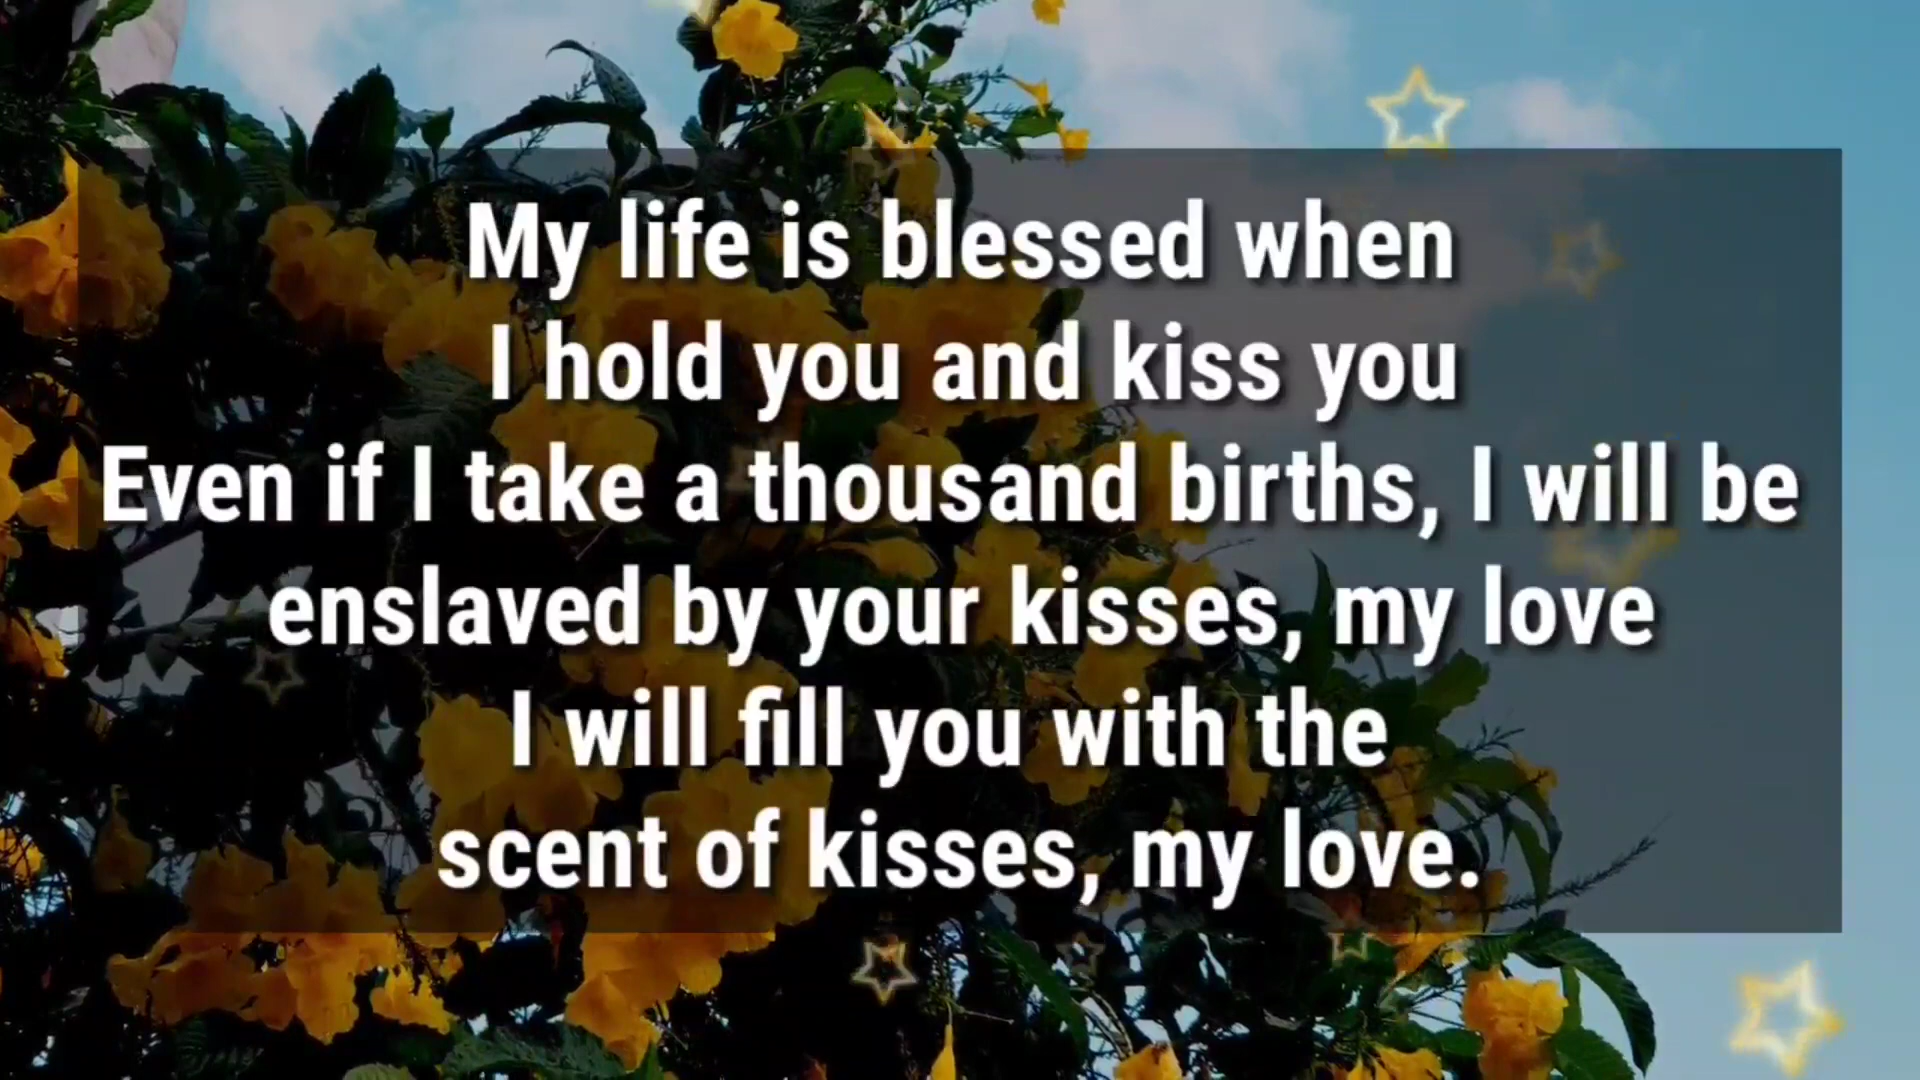 My life is blessed when
I hold you and kiss you
Even if I take a thousand births, I will be
enslaved by your kisses, my love
I will fill you with the
scent of kisses, my love.